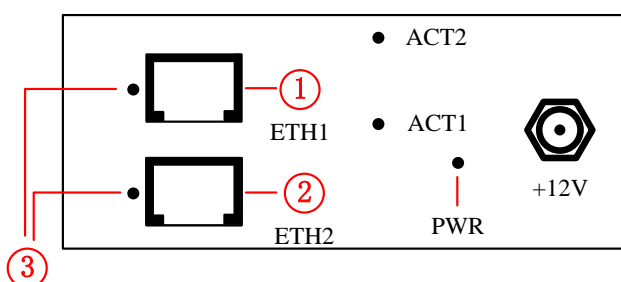 ACT2
①
ETH1
ACT1
②
+12V
PWR
ETH2
③